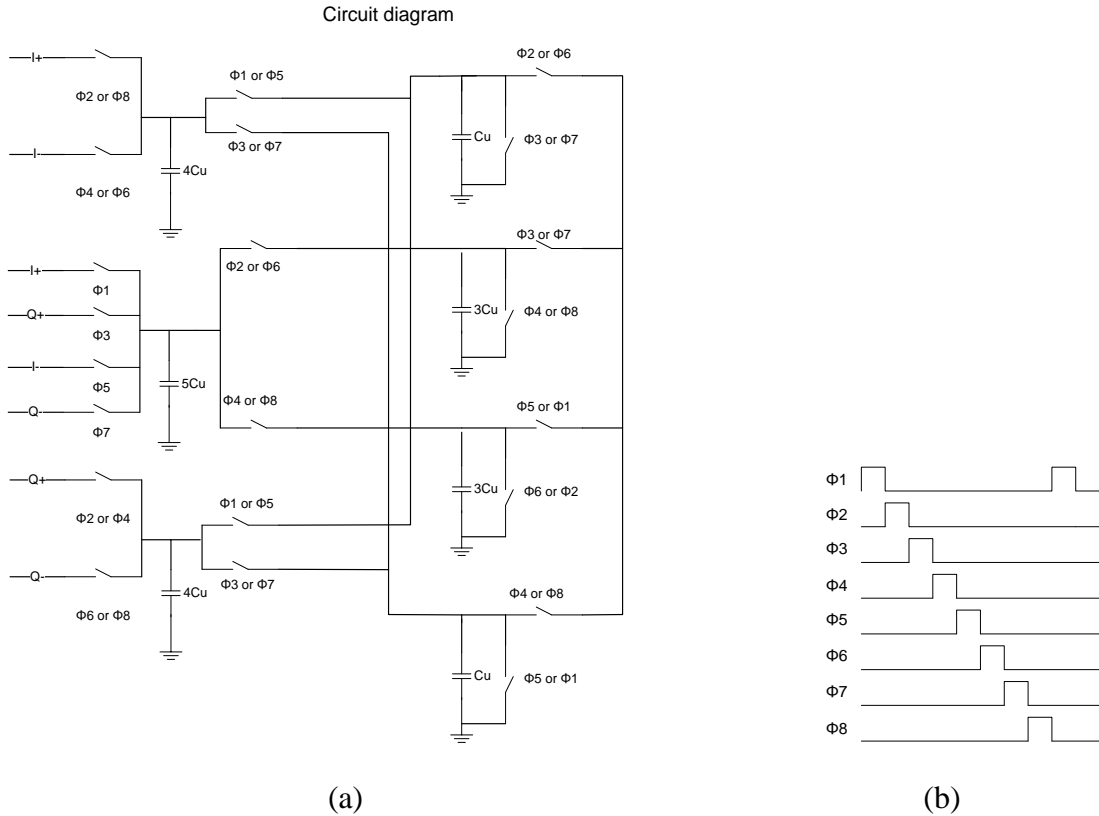 Circuit diagram
I+
Φ2 or Φ8
I-
Φ4 or Φ6
4Cu
Φ1 or Φ5
Φ3 or Φ7
Φ2 or Φ6
Cu
Φ3 or Φ7
I+
Φ1
Q+
Φ3
I-
Φ5
Q-
Φ7
5Cu
Φ2 or Φ6
Φ4 or Φ8
Φ3 or Φ7
3Cu
Φ4 or Φ8
Φ5 or Φ1
3Cu
Φ6 or Φ2
Q+
Φ2 or Φ4
Q-
Φ6 or Φ8
4Cu
Φ1 or Φ5
Φ3 or Φ7
Φ4 or Φ8
Cu
Φ5 or Φ1
(a)
Φ1
Φ2
Φ3
Φ4
Φ5
Φ6
Φ7
Φ8
(b)